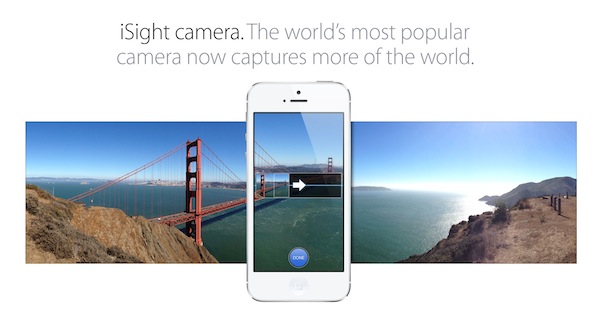 iSight camera. The world's most popular
camera now captures more of the world.
DONE